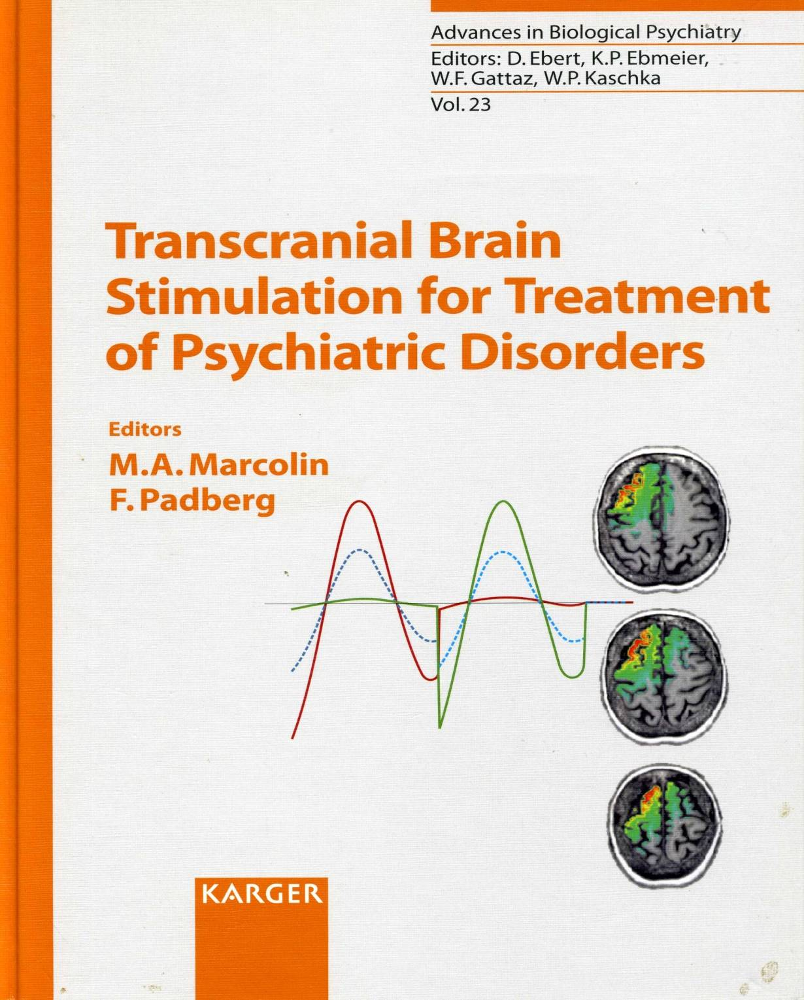 Advances in Biological Psychiatry
Editors: D. Ebert, K.P. Ebmeier,
W.F. Gattaz, W.P. Kaschka
Vol. 23
Transcranial Brain
Stimulation for Treatment
of Psychiatric Disorders
Editors
M.A. Marcolin
F. Padberg
KARGER